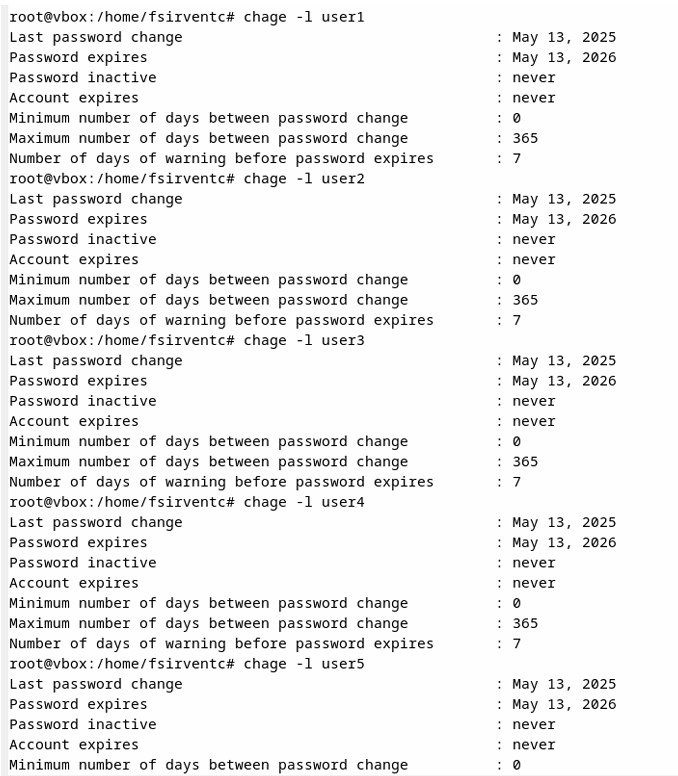 root@vbox:/home/fsirventc# chage -l user1
Last password change : May 13, 2025
Password expires : May 13, 2026
Password inactive : never
Account expires : never
Minimum number of days between password change : 0
Maximum number of days between password change : 365
Number of days of warning before password expires : 7
root@vbox:/home/fsirventc# chage -l user2
Last password change : May 13, 2025
Password expires : May 13, 2026
Password inactive : never
Account expires : never
Minimum number of days between password change : 0
Maximum number of days between password change : 365
Number of days of warning before password expires : 7
root@vbox:/home/fsirventc# chage -l user3
Last password change : May 13, 2025
Password expires : May 13, 2026
Password inactive : never
Account expires : never
Minimum number of days between password change : 0
Maximum number of days between password change : 365
Number of days of warning before password expires : 7
root@vbox:/home/fsirventc# chage -l user4
Last password change : May 13, 2025
Password expires : May 13, 2026
Password inactive : never
Account expires : never
Minimum number of days between password change : 0
Maximum number of days between password change : 365
Number of days of warning before password expires : 7
root@vbox:/home/fsirventc# chage -l user5
Last password change : May 13, 2025
Password expires : May 13, 2026
Password inactive : never
Account expires : never
Minimum number of days between password change : 0